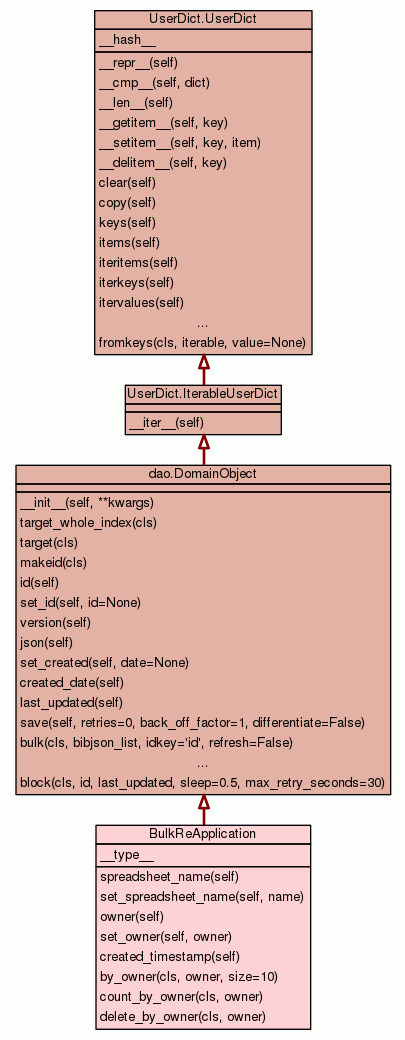 UserDict.UserDict
__hash__
__repr__(self)
__cmp__(self, dict)
__len__(self)
__getitem__(self, key)
__setitem__(self, key, item)
__delitem__(self, key)
clear(self)
copy(self)
keys(self)
items(self)
iteritems(self)
iterkeys(self)
itervalues(self)
...
fromkeys(cls, iterable, value=None)
UserDict.IterableUserDict
__iter__(self)
dao.DomainObject
__init__(self, **kwargs)
target_whole_index(cls)
target(cls)
makeid(cls)
id(self)
set_id(self, id=None)
version(self)
json(self)
set_created(self, date=None)
created_date(self)
last_updated(self)
save(self, retries=0, back_off_factor=1, differentiate=False)
bulk(cls, bibjson_list, idkey='id', refresh=False)
...
block(cls, id, last_updated, sleep=0.5, max_retry_seconds=30)
BulkReApplication
__type__
spreadsheet_name(self)
set_spreadsheet_name(self, name)
owner(self)
set_owner(self, owner)
created_timestamp(self)
by_owner(cls, owner, size=10)
count_by_owner(cls, owner)
delete_by_owner(cls, owner)